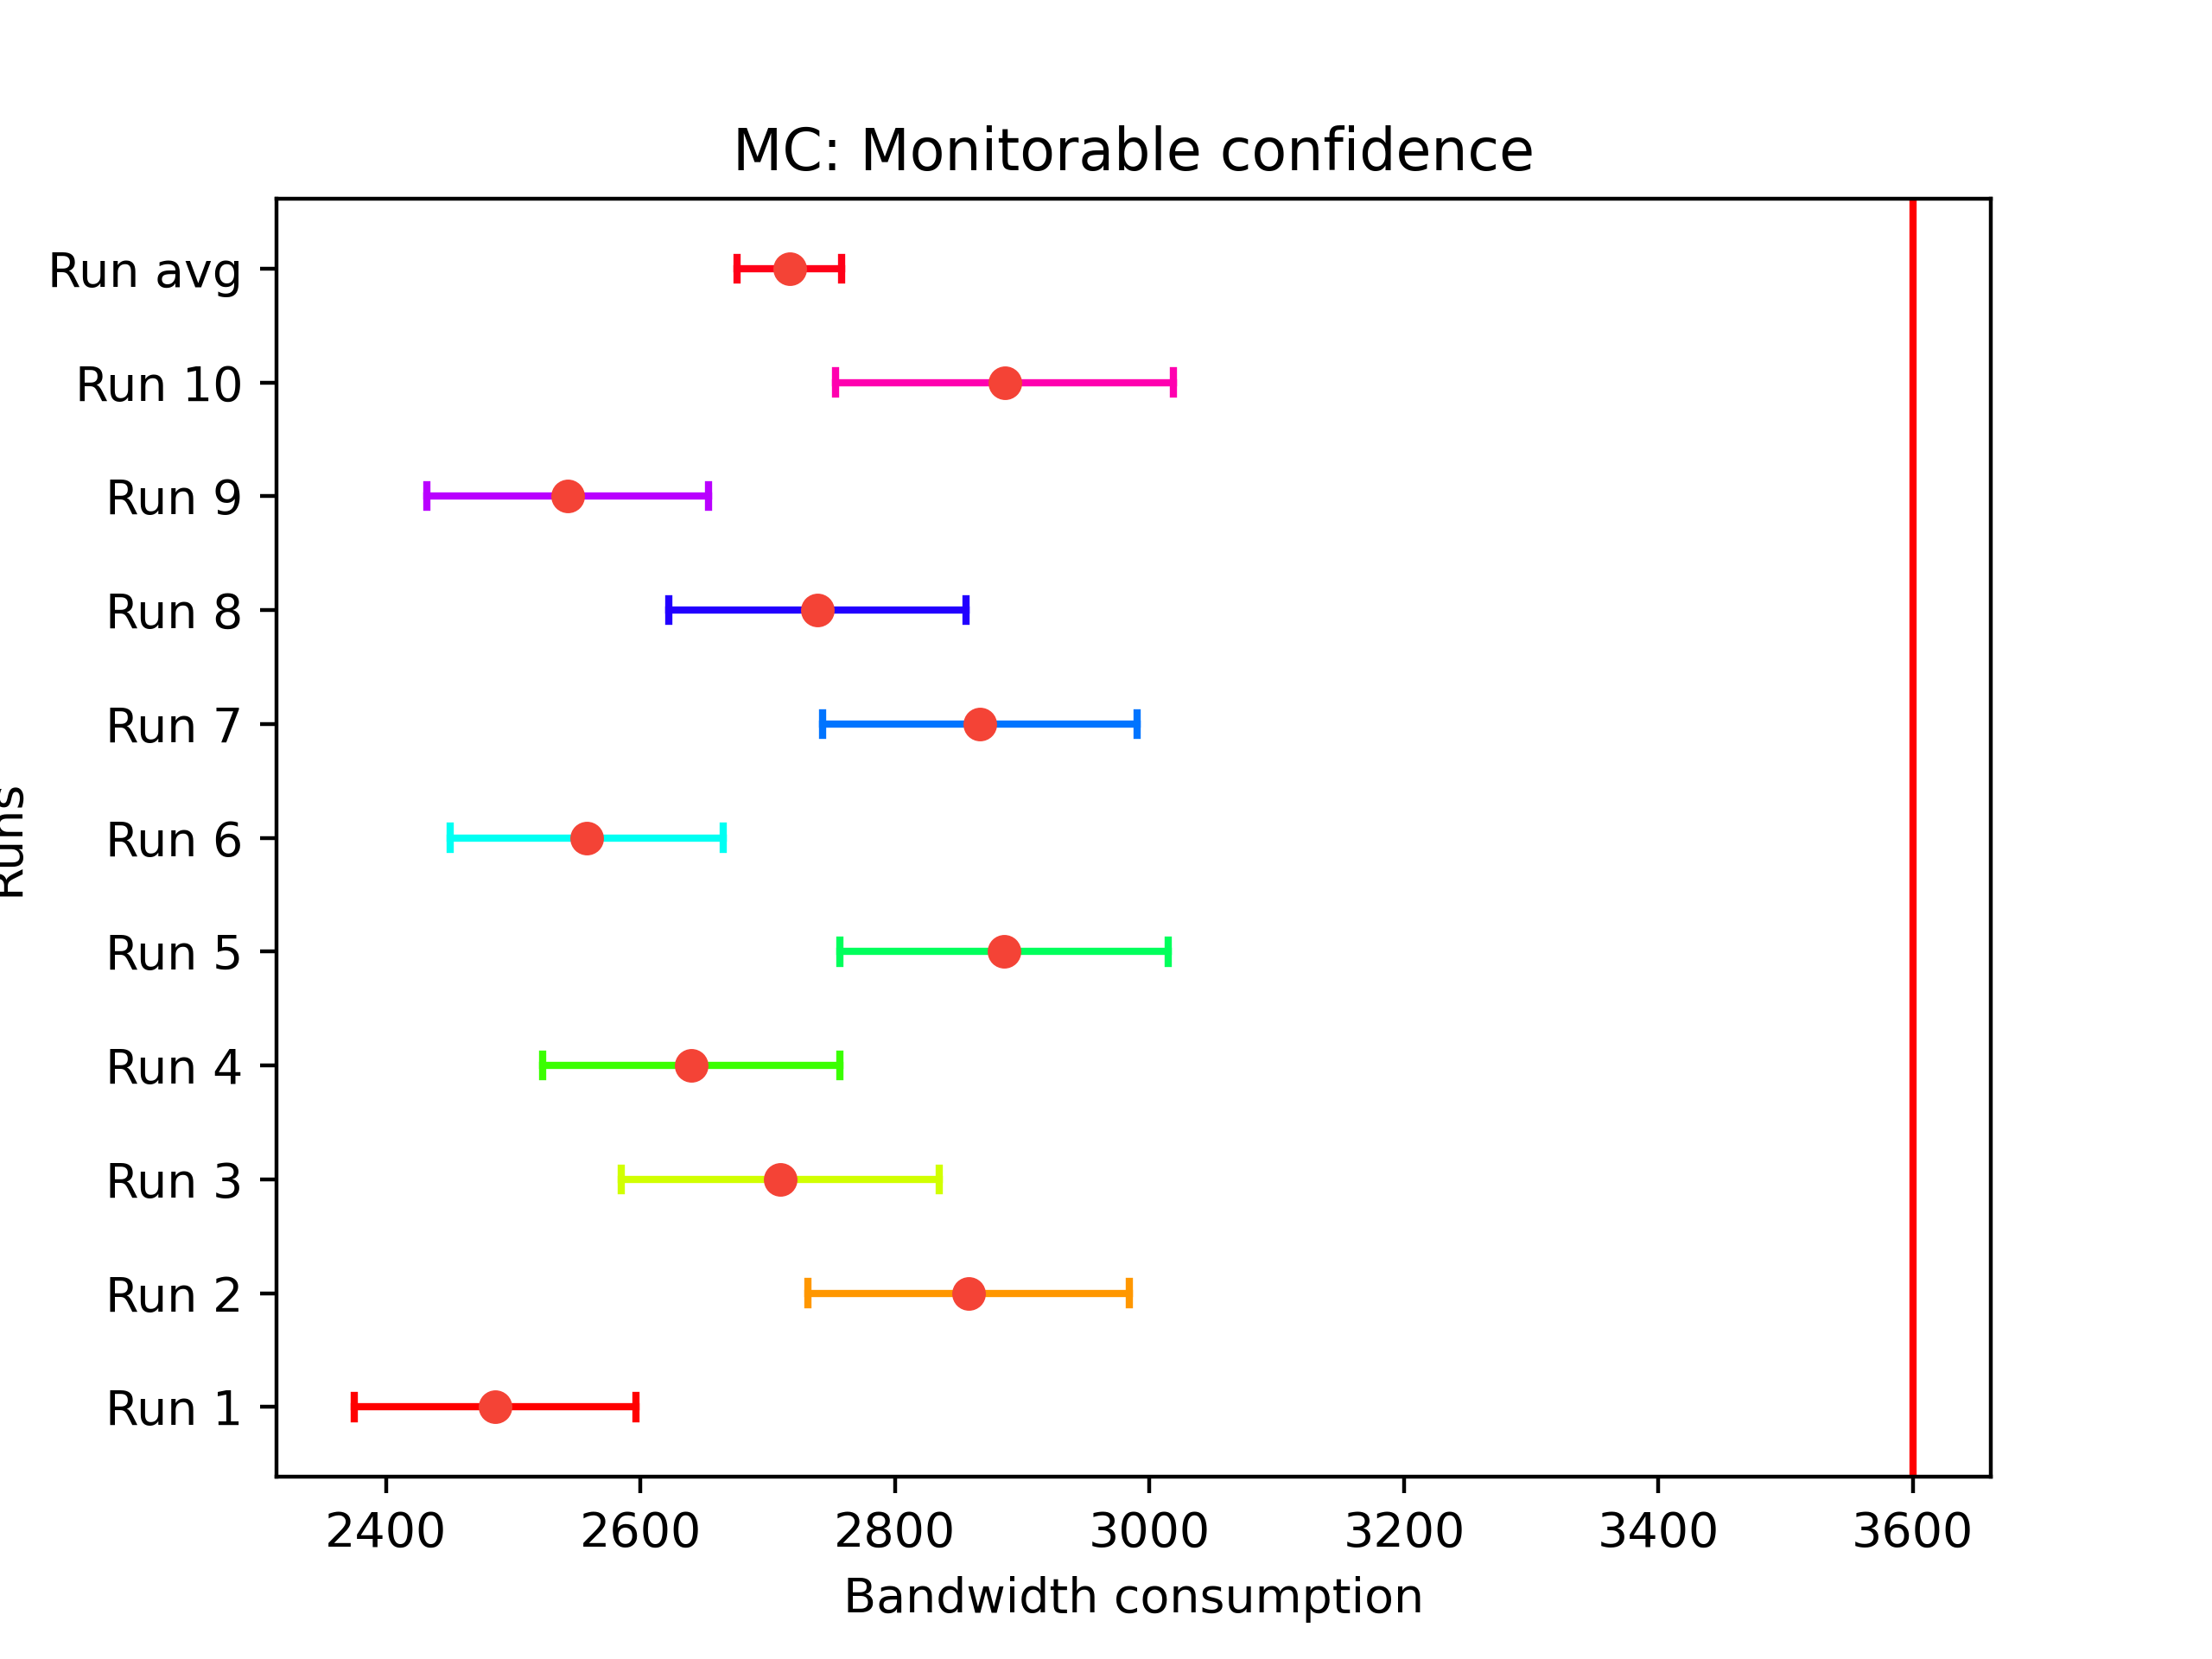 MC: Monitorable confidence
Run avg
Run 10
Run 9
Run 8
Run 7
Run 6
Run 5
Run 4
Run 3
Run 2
Run 1
Runs
2400 2600 2800 3000 3200 3400 3600
Bandwidth consumption